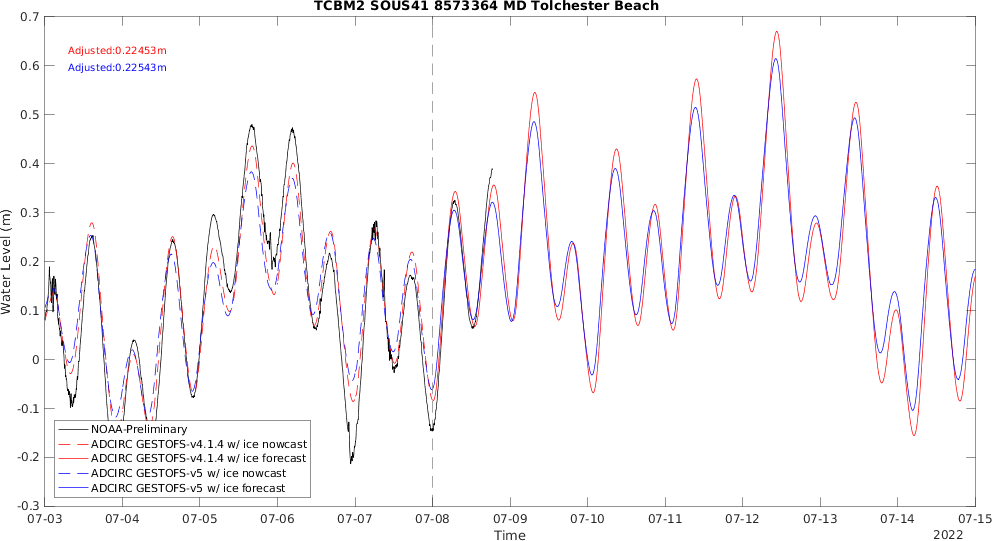 TCBM2 SOUS41 8573364 MD Tolchester Beach
Adjusted:0.22453m
Adjusted:0.22543m
Water Level (m)
0.7
0.6
0.5
0.4
0.3
0.2
0.1
0
-0.1
-0.2
-0.3
NOAA-Preliminary
ADCIRC GESTOFS-v4.1.4 w/ ice nowcast
ADCIRC GESTOFS-v4.1.4 w/ ice forecast
ADCIRC GESTOFS-v5 w/ ice nowcast
ADCIRC GESTOFS-v5 w/ ice forecast
07-03 07-04 07-05 07-06 07-07 07-08 07-09 07-10 07-11 07-12 07-13 07-14 07-15
Time
2022